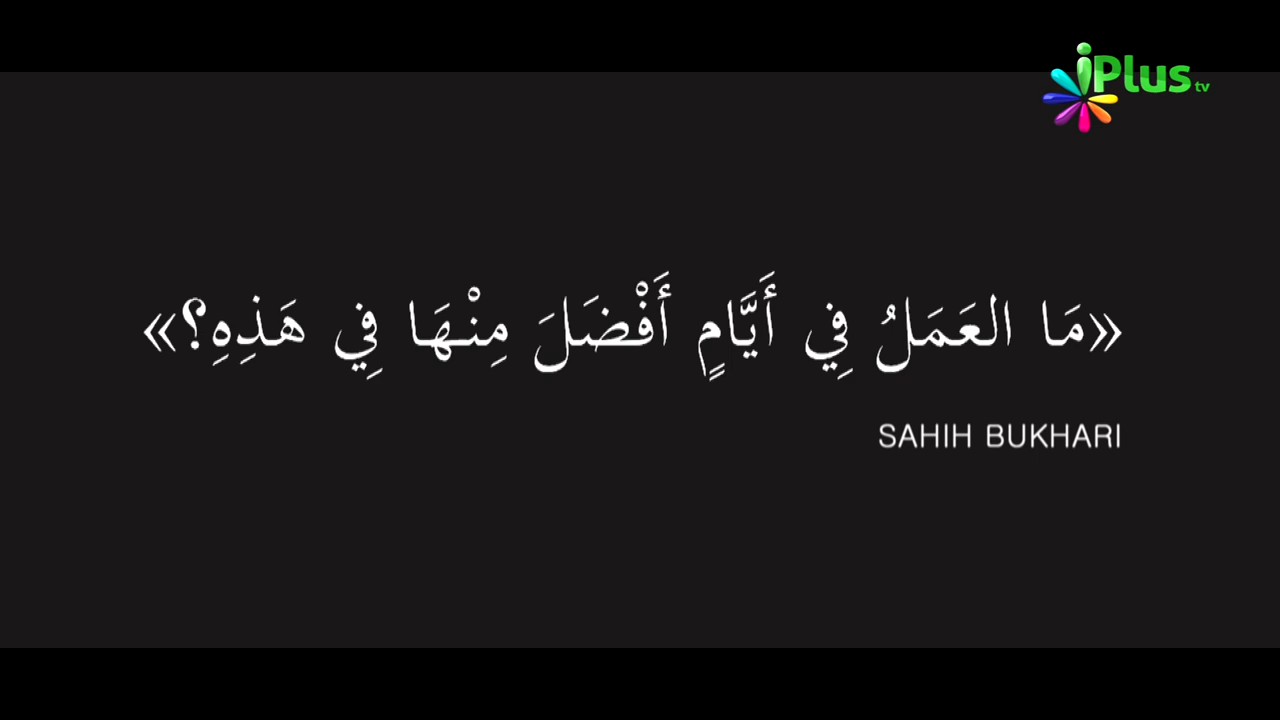 iPlus tv
«مَا العَمَلُ فِي أَيَّامٍ أَفْضَلَ مِنْهَا فِي هَذِهِ؟»
SAHIH BUKHARI